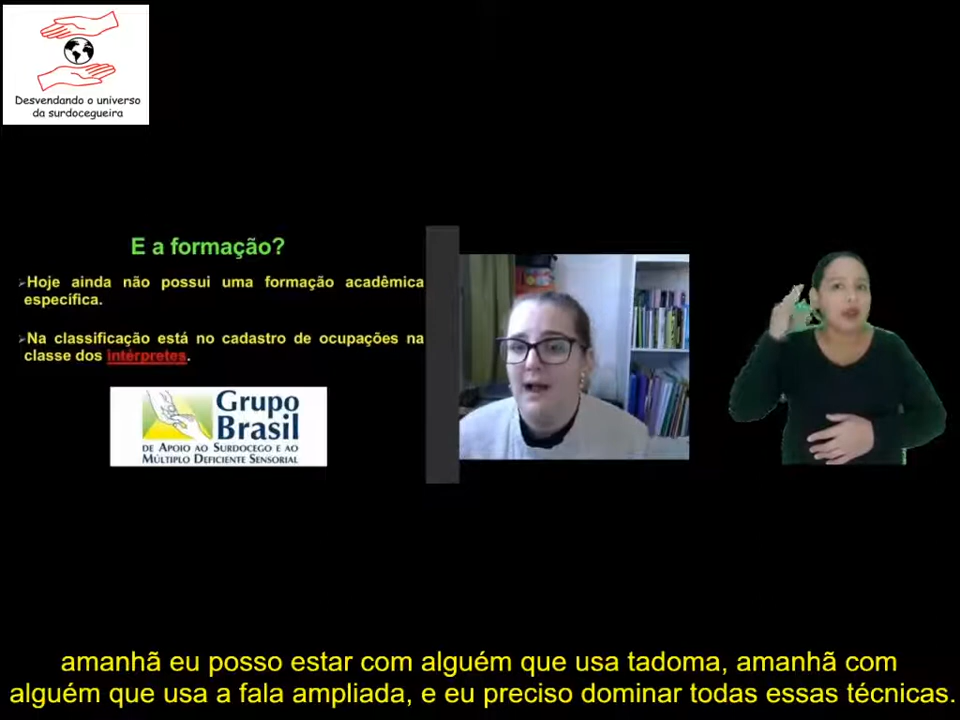 Desvendando o universo
da surdocegueira
E a formação?
➢Hoje ainda não possui uma formação acadêmica
específica.
➢Na classificação está no cadastro de ocupações na
classe dos intérpretes.
Grupo
Brasil
DE APOIO AO SURDOCEGO E AO
MÚLTIPLO DEFICIENTE SENSORIAL
amanhã eu posso estar com alguém que usa tadoma, amanhã com
alguém que usa a fala ampliada, e eu preciso dominar todas essas técnicas.